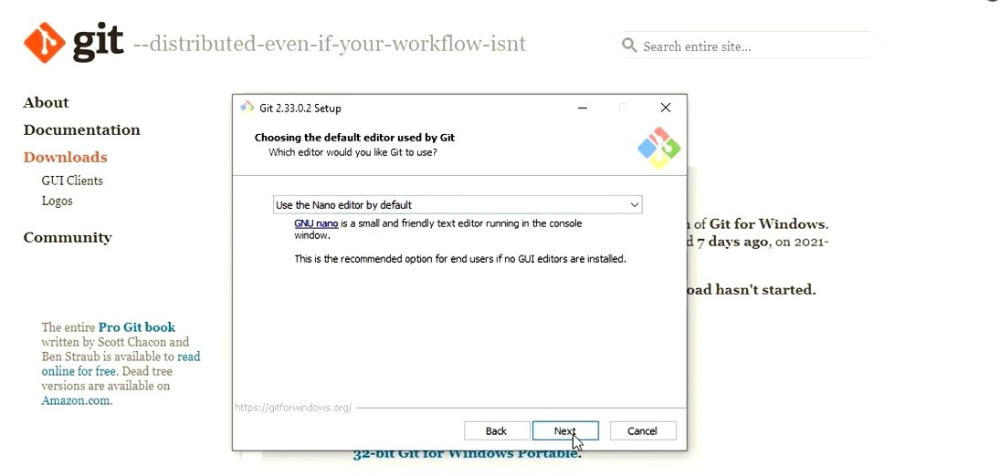 git --distributed-even-if-your-workflow-isnt
Search entire site...
About
Documentation
Downloads
GUI Clients
Logos
Community
The entire Pro Git book
written by Scott Chacon and
Ben Straub is available to read
online for free. Dead tree
versions are available on
Amazon.com.
Git 2.33.0.2 Setup
Choosing the default editor used by Git
Which editor would you like Git to use?
Use the Nano editor by default
GNU nano is a small and friendly text editor running in the console
window.
This is the recommended option for end users if no GUI editors are installed.
https://gitforwindows.org/
Back
Next
Cancel
of Git for Windows.
7 days ago, on 2021-
hasn't started.
32-bit Git for Windows Portable.